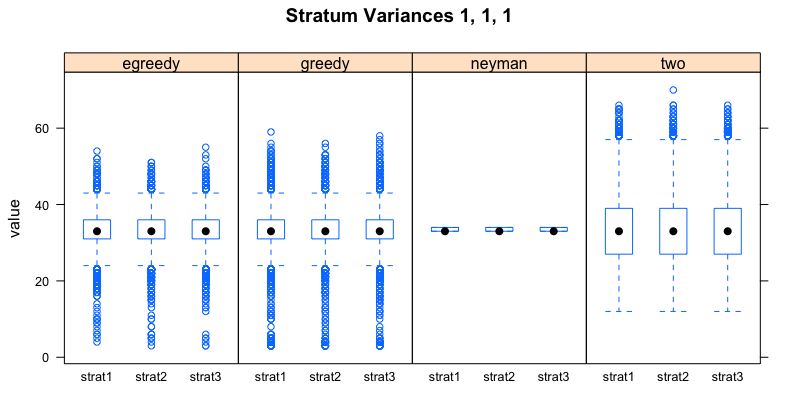 Stratum Variances 1, 1, 1
egreedy greedy neyman two
value
60
40
20
0
strat1 strat2 strat3 strat1 strat2 strat3 strat1 strat2 strat3 strat1 strat2 strat3